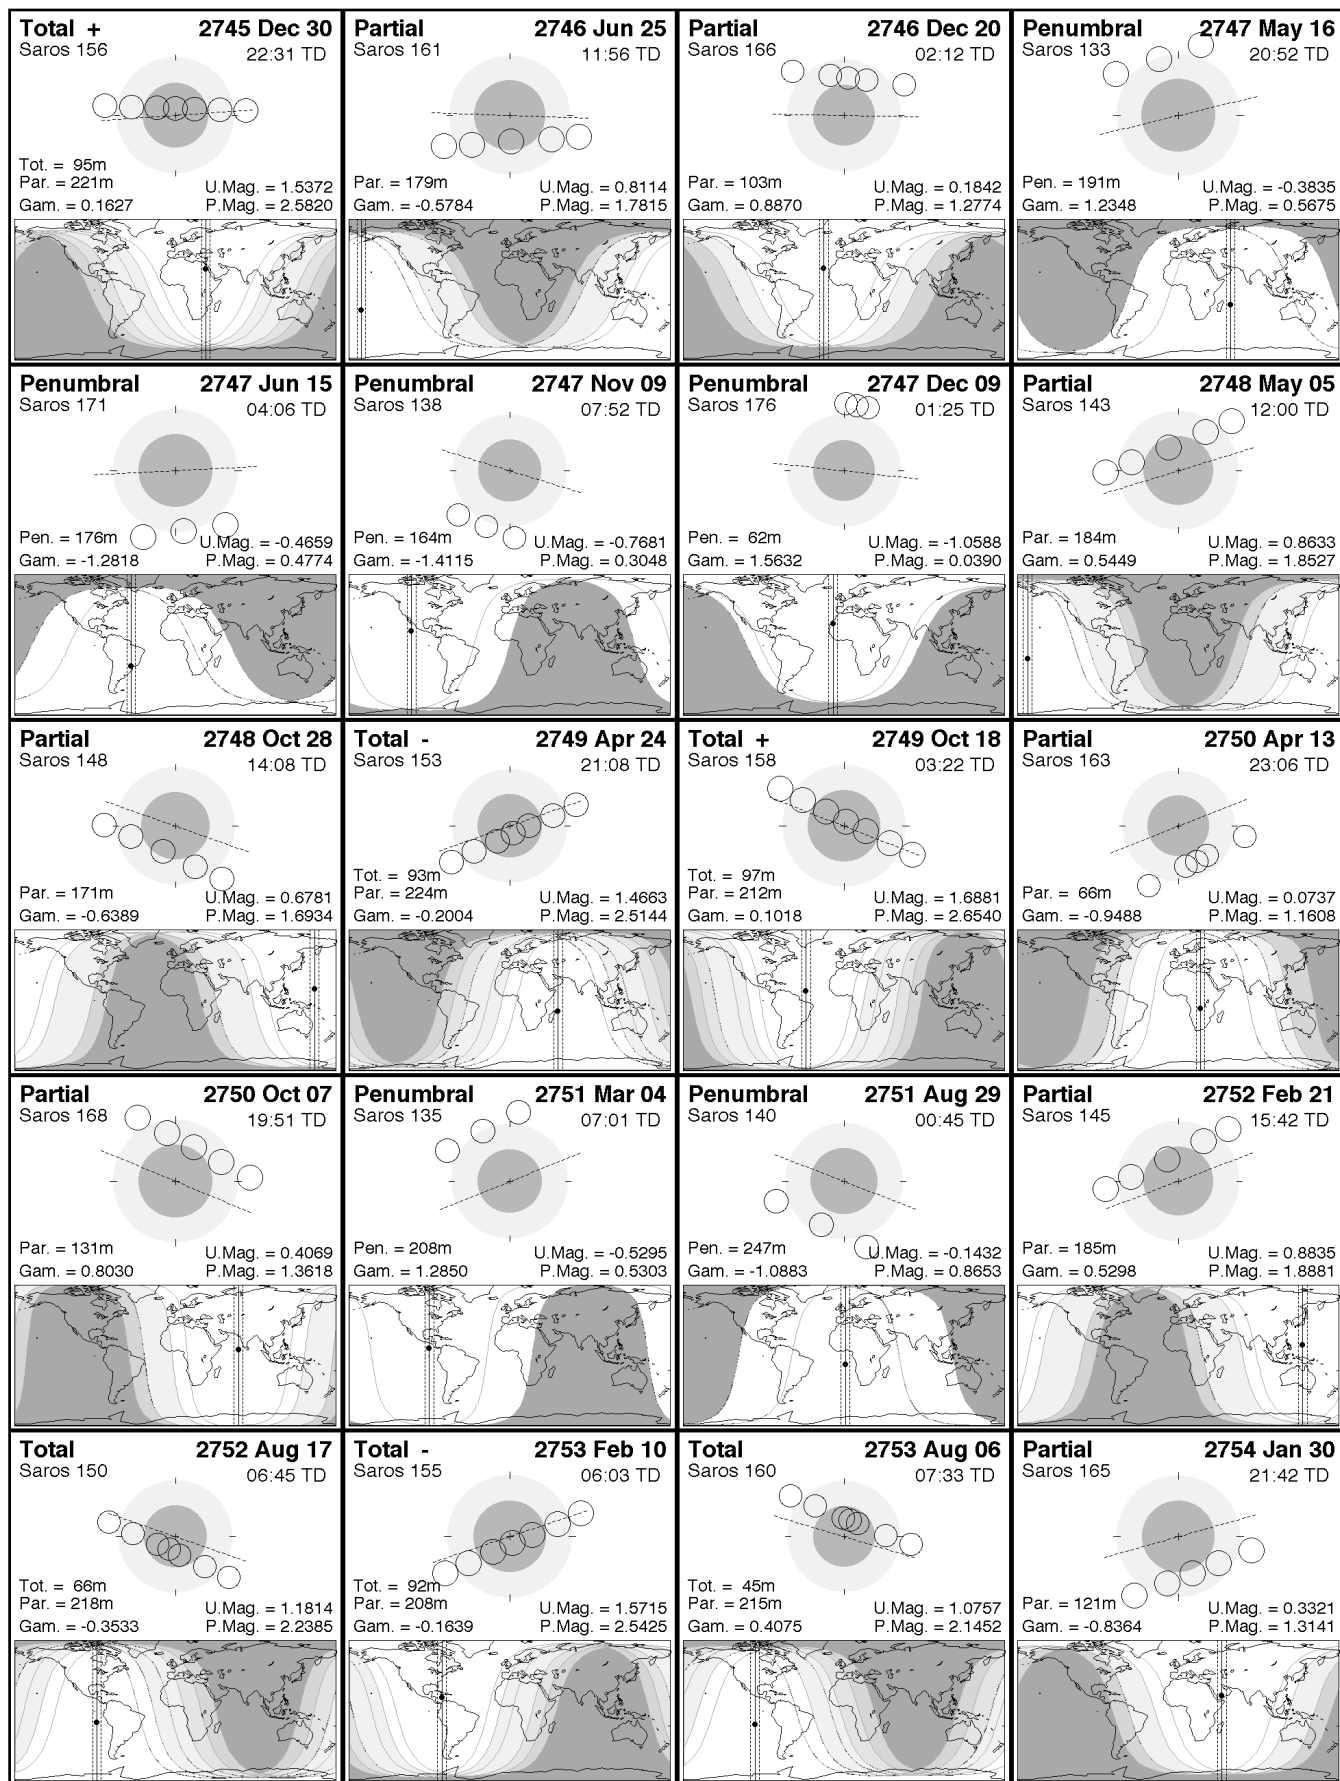 Total +
2745 Dec 30
Saros 156
22:31 TD
Tot. = 95m
Par. = 221m
U.Mag. = 1.5372
Gam. = 0.1627
P.Mag. = 2.5820
Partial
2746 Jun 25
Saros 161
11:56 TD
Par. = 179m
U.Mag. = 0.8114
Gam. = -0.5784
P.Mag. = 1.7815
Partial
2746 Dec 20
Saros 166
02:12 TD
Par. = 103m
U.Mag. = 0.1842
Gam. = 0.8870
P.Mag. = 1.2774
Penumbral
2747 May 16
Saros 133
20:52 TD
Pen. = 191m
U.Mag. = -0.3835
Gam. = 1.2348
P.Mag. = 0.5675
Penumbral
2747 Jun 15
Saros 171
04:06 TD
Pen. = 176m
U.Mag. = -0.4659
Gam. = -1.2818
P.Mag. = 0.4774
Penumbral
2747 Nov 09
Saros 138
07:52 TD
Pen. = 164m
U.Mag. = -0.7681
Gam. = -1.4115
P.Mag. = 0.3048
Penumbral
2747 Dec 09
Saros 176
01:25 TD
Pen. = 62m
U.Mag. = -1.0588
Gam. = 1.5632
P.Mag. = 0.0390
Partial
2748 May 05
Saros 143
12:00 TD
Par. = 184m
U.Mag. = 0.8633
Gam. = 0.5449
P.Mag. = 1.8527
Partial
2748 Oct 28
Saros 148
14:08 TD
Par. = 171m
U.Mag. = 0.6781
Gam. = -0.6389
P.Mag. = 1.6934
Total -
2749 Apr 24
Saros 153
21:08 TD
Tot. = 93m
Par. = 224m
U.Mag. = 1.4663
Gam. = -0.2004
P.Mag. = 2.5144
Total +
2749 Oct 18
Saros 158
03:22 TD
Tot. = 97m
Par. = 212m
U.Mag. = 1.6881
Gam. = 0.1018
P.Mag. = 2.6540
Partial
2750 Apr 13
Saros 163
23:06 TD
Par. = 66m
U.Mag. = 0.0737
Gam. = -0.9488
P.Mag. = 1.1608
Partial
2750 Oct 07
Saros 168
19:51 TD
Par. = 131m
U.Mag. = 0.4069
Gam. = 0.8030
P.Mag. = 1.3618
Penumbral
2751 Mar 04
Saros 135
07:01 TD
Pen. = 208m
U.Mag. = -0.5295
Gam. = 1.2850
P.Mag. = 0.5303
Penumbral
2751 Aug 29
Saros 140
00:45 TD
Pen. = 247m
U.Mag. = -0.1432
Gam. = -1.0883
P.Mag. = 0.8653
Partial
2752 Feb 21
Saros 145
15:42 TD
Par. = 185m
U.Mag. = 0.8835
Gam. = 0.5298
P.Mag. = 1.8881
Total
2752 Aug 17
Saros 150
06:45 TD
Tot. = 66m
Par. = 218m
U.Mag. = 1.1814
Gam. = -0.3533
P.Mag. = 2.2385
Total -
2753 Feb 10
Saros 155
06:03 TD
Tot. = 92m
Par. = 208m
U.Mag. = 1.5715
Gam. = -0.1639
P.Mag. = 2.5425
Total
2753 Aug 06
Saros 160
07:33 TD
Tot. = 45m
Par. = 215m
U.Mag. = 1.0757
Gam. = 0.4075
P.Mag. = 2.1452
Partial
2754 Jan 30
Saros 165
21:42 TD
Par. = 121m
U.Mag. = 0.3321
Gam. = -0.8364
P.Mag. = 1.3141